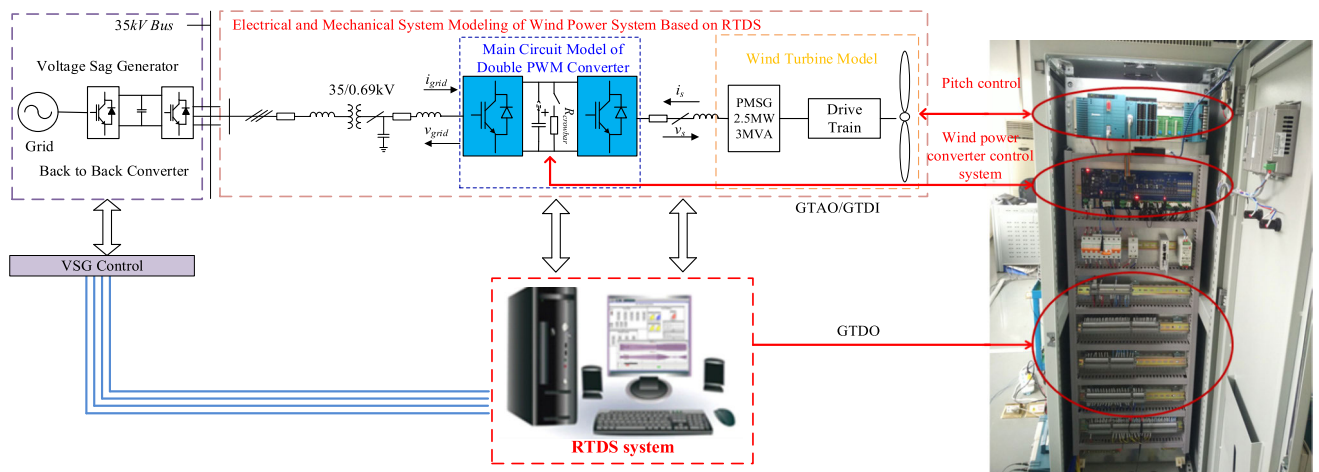 35kV Bus
Electrical and Mechanical System Modeling of Wind Power System Based on RTDS
Voltage Sag Generator
Grid
Back to Back Converter
35/0.69kV
Main Circuit Model of
Double PWM Converter
i_grid
v_grid
R_crowbar
i_s
v_s
Wind Turbine Model
PMSG
2.5MW
3MVA
Drive
Train
Pitch control
Wind power
converter control
system
GTAO/GTDI
VSG Control
GTDO
RTDS system